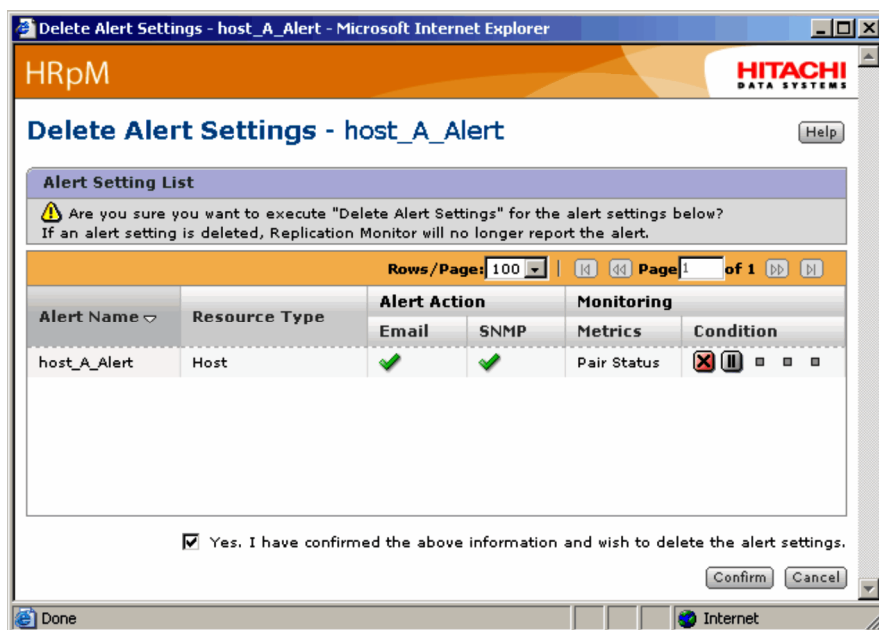 Delete Alert Settings - host_A_Alert - Microsoft Internet Explorer
HRpM
HITACHI
DATA SYSTEMS
Delete Alert Settings - host_A_Alert
Help
Alert Setting List
Are you sure you want to execute "Delete Alert Settings" for the alert settings below?
If an alert setting is deleted, Replication Monitor will no longer report the alert.
Rows/Page: 100 | Page 1 of 1
Alert Name Resource Type Alert Action Monitoring
Email SNMP Metrics Condition
host_A_Alert Host Pair Status
Yes. I have confirmed the above information and wish to delete the alert settings.
Confirm Cancel
Done Internet